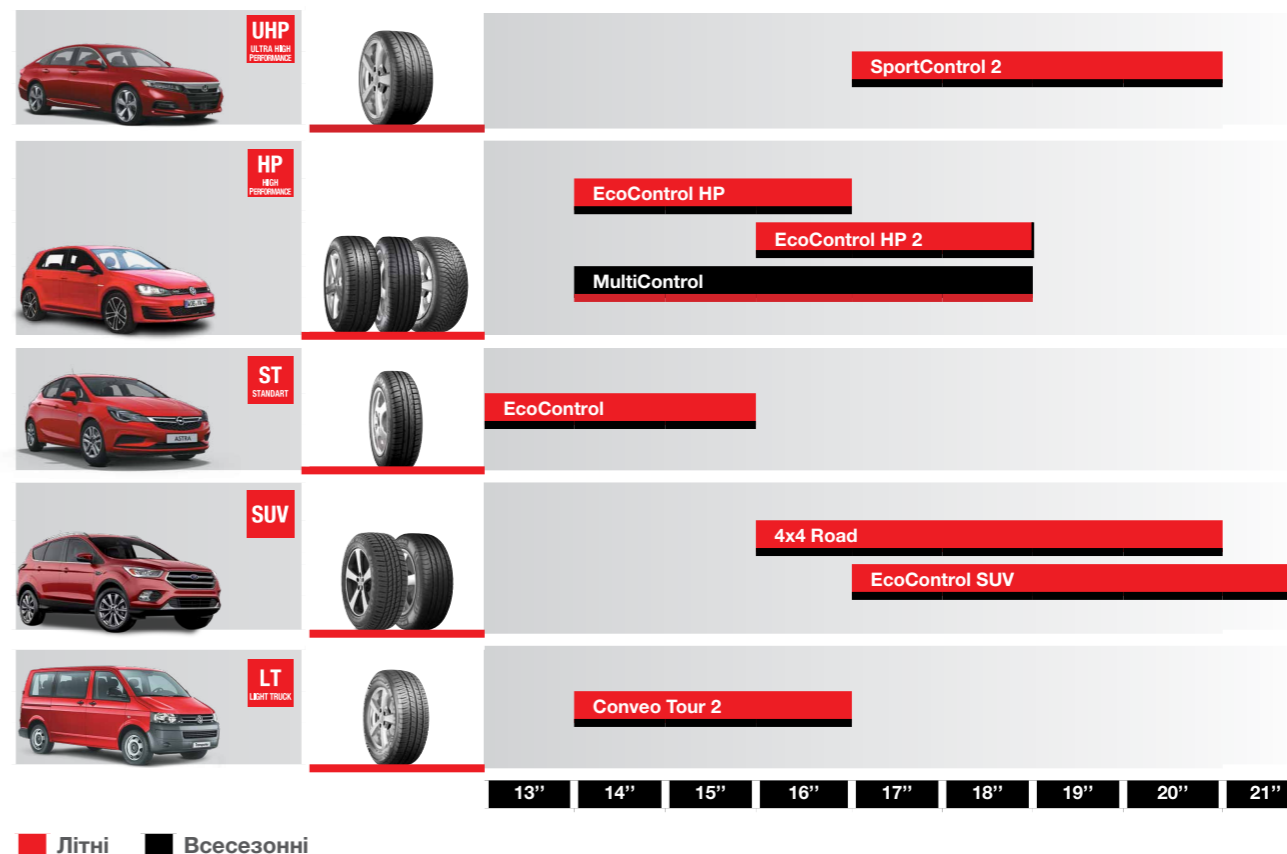 UHP
ULTRA HIGH
PERFORMANCE
SportControl 2
HP
HIGH
PERFORMANCE
EcoControl HP
EcoControl HP 2
MultiControl
ST
STANDART
EcoControl
ASTRA
SUV
4x4 Road
EcoControl SUV
LT
LIGHT TRUCK
Conveo Tour 2
13’’ 14’’ 15’’ 16’’ 17’’ 18’’ 19’’ 20’’ 21’’
Літні Всесезонні